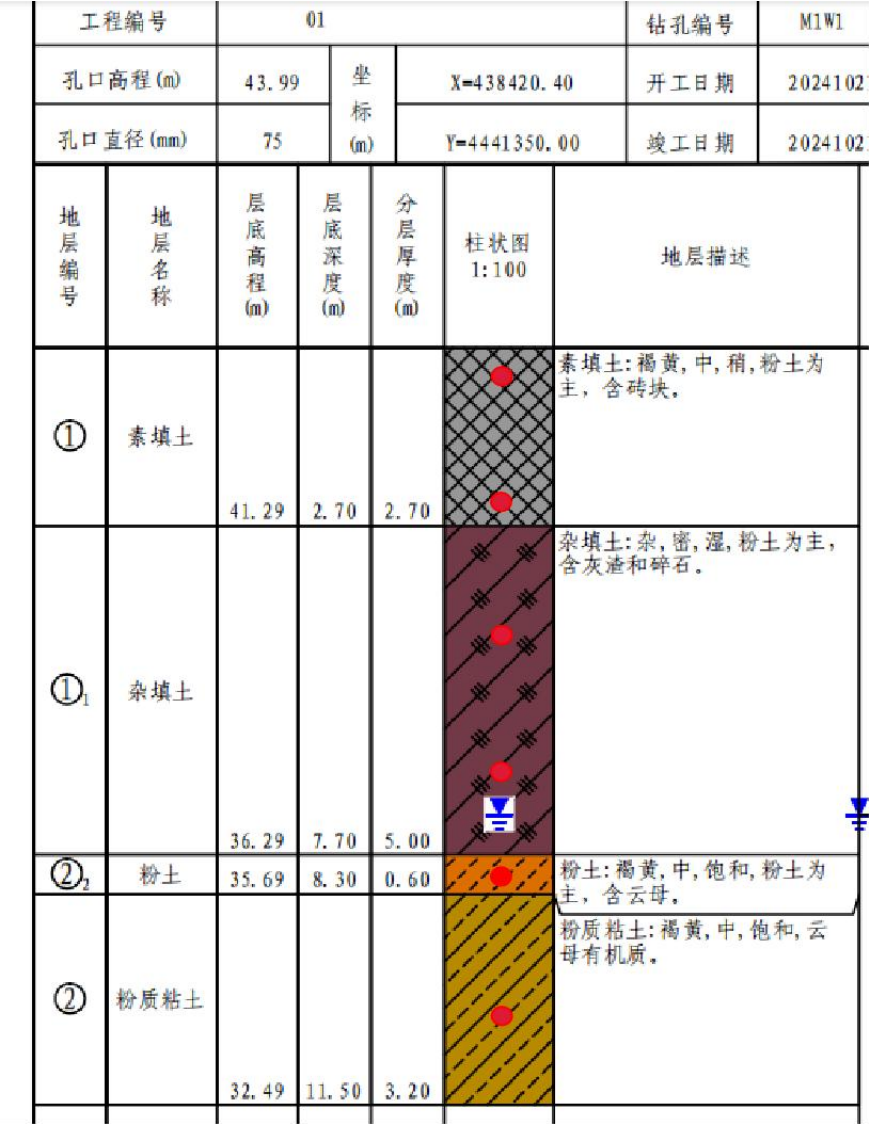 工程编号 01 钻孔编号 M1W1
孔口高程(m) 43.99 坐标(m) X=438420.40 开工日期 2024102
孔口直径(mm) 75 Y=4441350.00 竣工日期 2024102
地层编号 地层名称 层底高程(m) 层底深度(m) 分层厚度(m) 柱状图 1:100 地层描述
素填土:褐黄,中,稍,粉土为
主，含砖块。
① 素填土
41.29 2.70 2.70
杂填土:杂,密,湿,粉土为主，
含灰渣和碎石。
①1 杂填土
36.29 7.70 5.00
②2 粉土 35.69 8.30 0.60 粉土:褐黄,中,饱和,粉土为
主，含云母。
粉质粘土:褐黄,中,饱和,云
母有机质。
② 粉质粘土
32.49 11.50 3.20